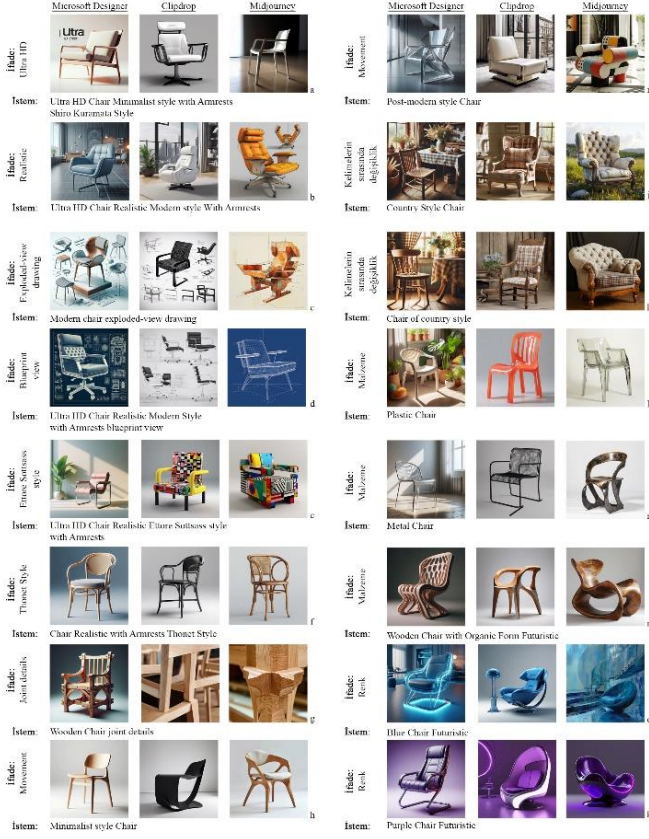 Microsoft Designer Clipdrop Midjourney
İfade: Ultra HD
Ultra
a
İstem: Ultra HD Chair Minimalist style with Armrests
Shiro Kuramata Style
İfade: Realistic
b
İstem: Ultra HD Chair Realistic Modern style With Armrests
İfade: Exploded-view
drawing
c
İstem: Modern chair exploded-view drawing
İfade: Blueprint
view
d
İstem: Ultra HD Chair Realistic Modern Style
with Armrests blueprint view
İfade: Ettore Sottsass
style
e
İstem: Ultra HD Chair Realistic Ettore Sottsass style
with Armrests
İfade: Thonet Style
f
İstem: Chair Realistic with Armrests Thonet Style
İfade: Joint details
g
İstem: Wooden Chair joint details
İfade: Movement
h
İstem: Minimalist style Chair
Microsoft Designer Clipdrop Midjourney
İfade: Movement
İstem: Post-modern style Chair
Kelimelerin
sırasında
değişiklik
İstem: Country Style Chair
Kelimelerin
sırasında
değişiklik
İstem: Chair of country style
İfade: Malzeme
İstem: Plastic Chair
İfade: Malzeme
İstem: Metal Chair
İfade: Malzeme
İstem: Wooden Chair with Organic Form Futuristic
İfade: Renk
İstem: Blue Chair Futuristic
İfade: Renk
İstem: Purple Chair Futuristic